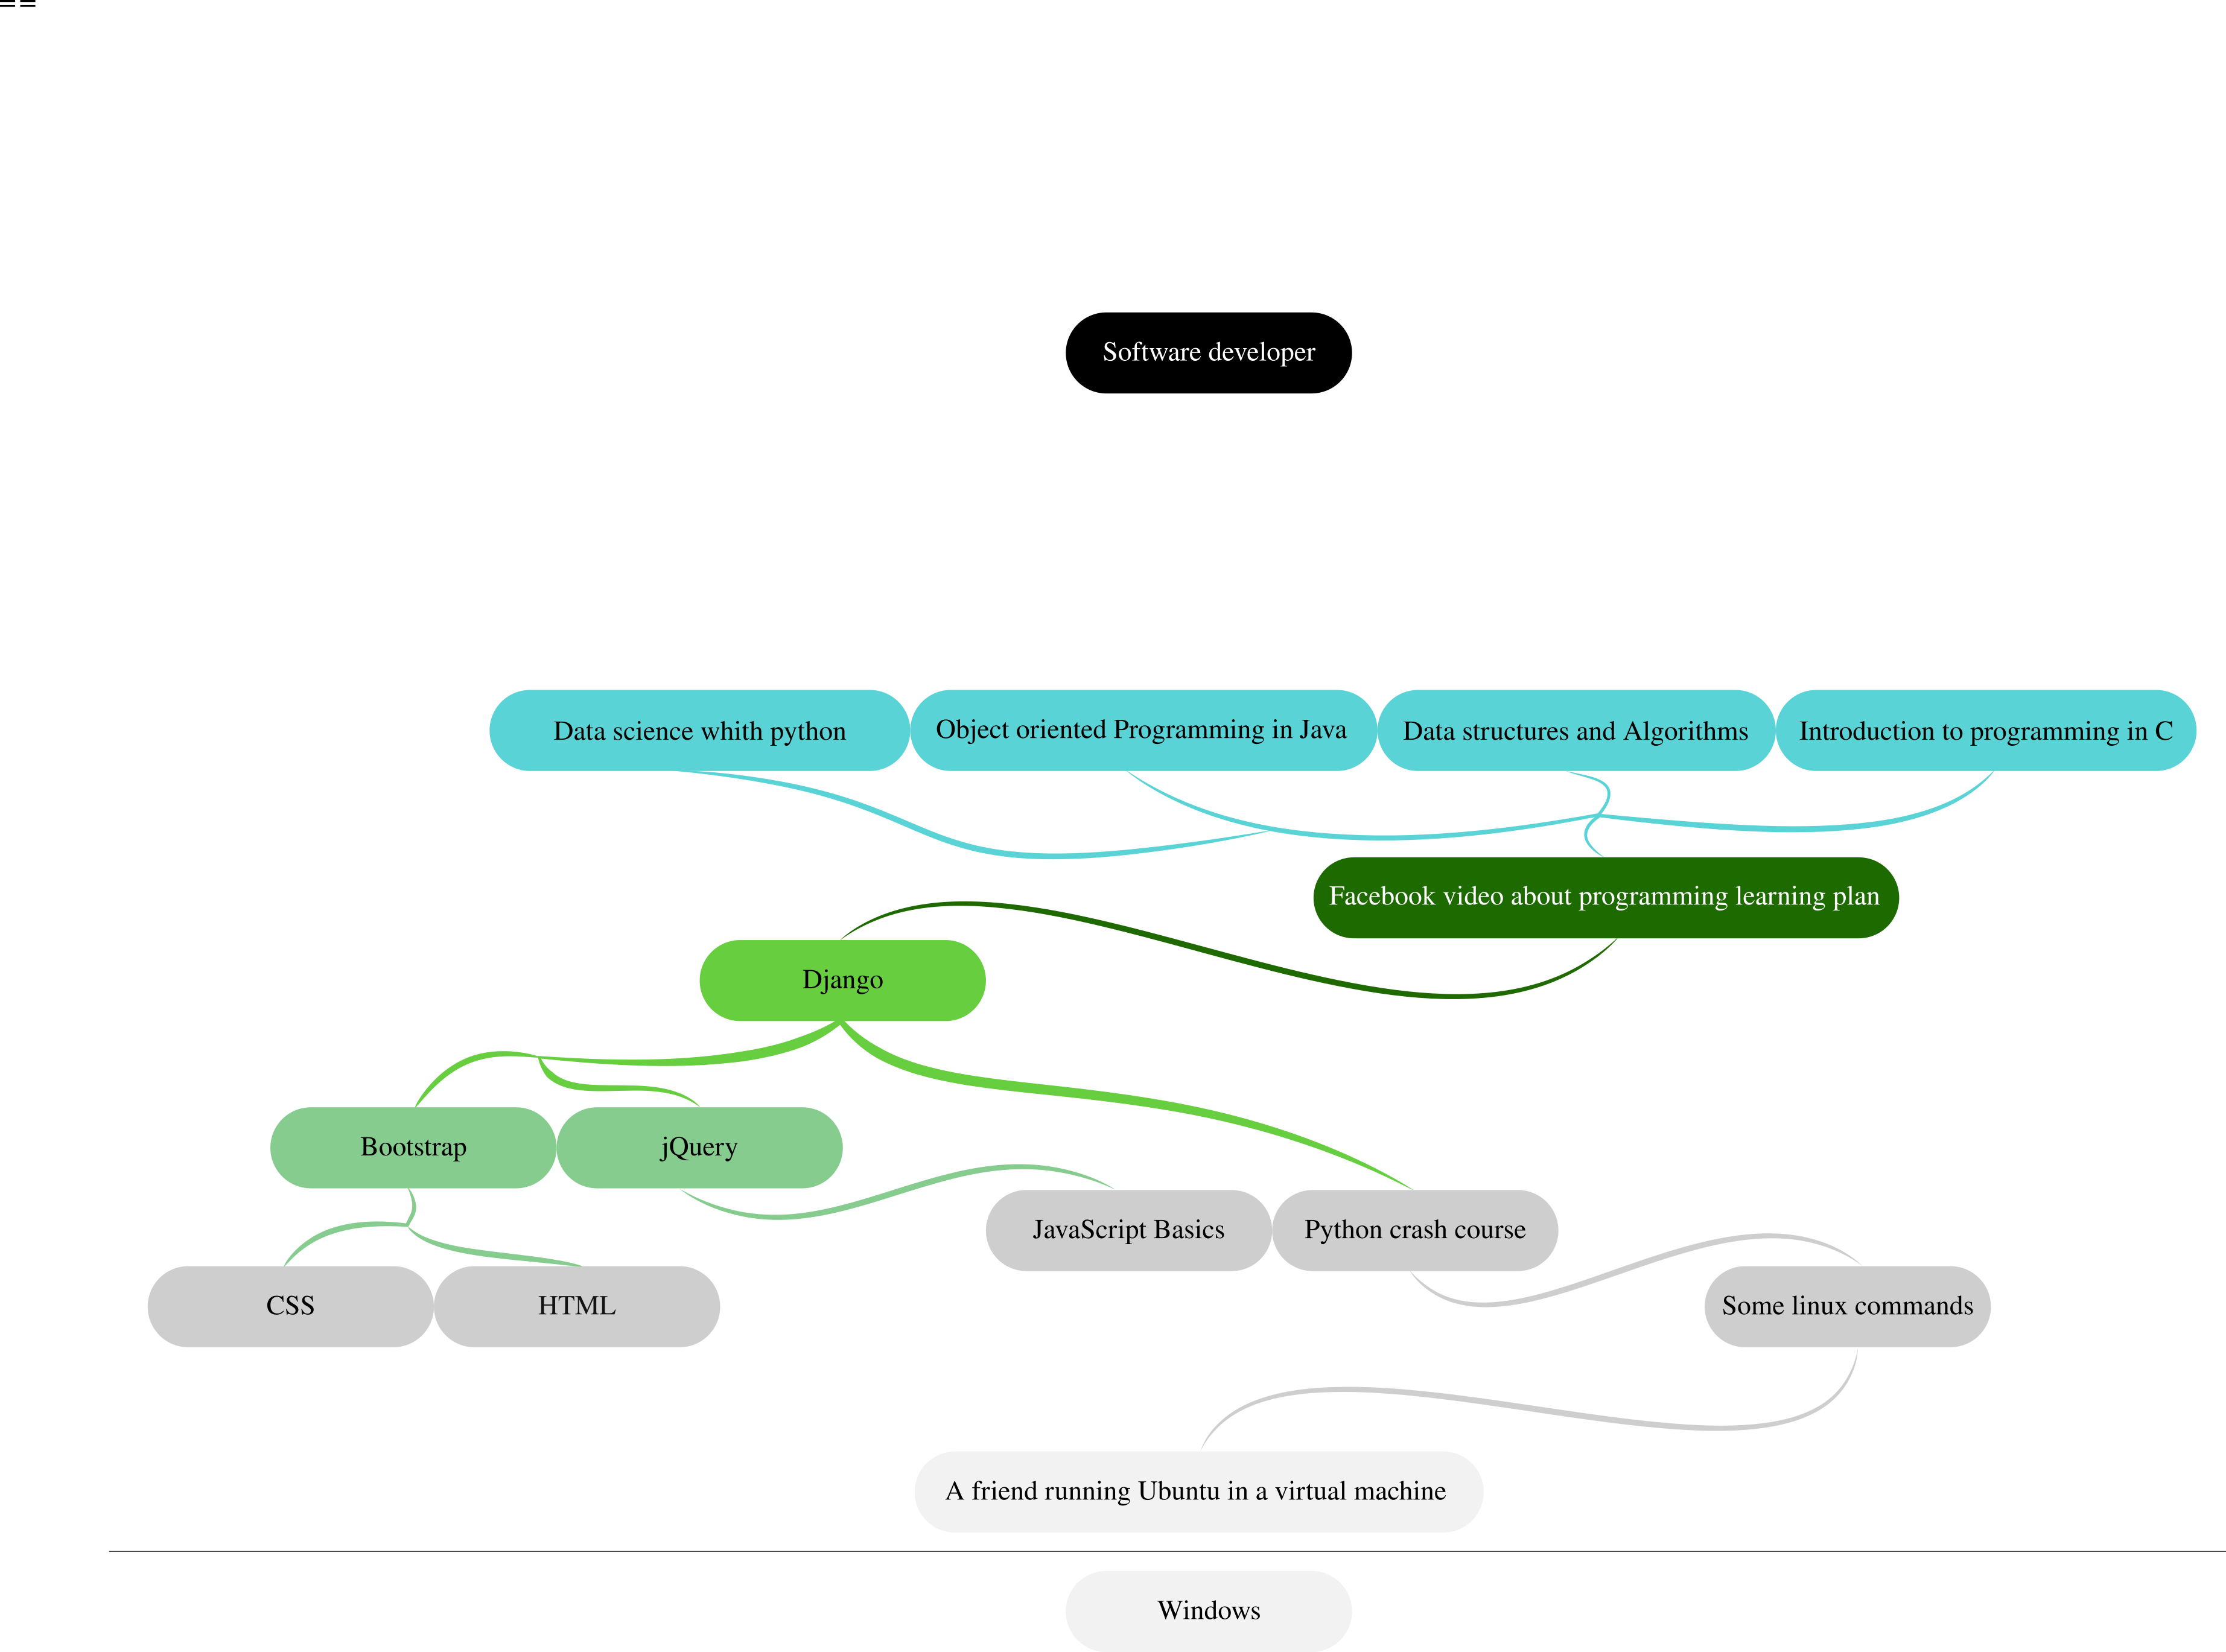 Software developer
Data science whith python
Object oriented Programming in Java
Data structures and Algorithms
Introduction to programming in C
Facebook video about programming learning plan
Django
Bootstrap
jQuery
JavaScript Basics
Python crash course
CSS
HTML
Some linux commands
A friend running Ubuntu in a virtual machine
Windows